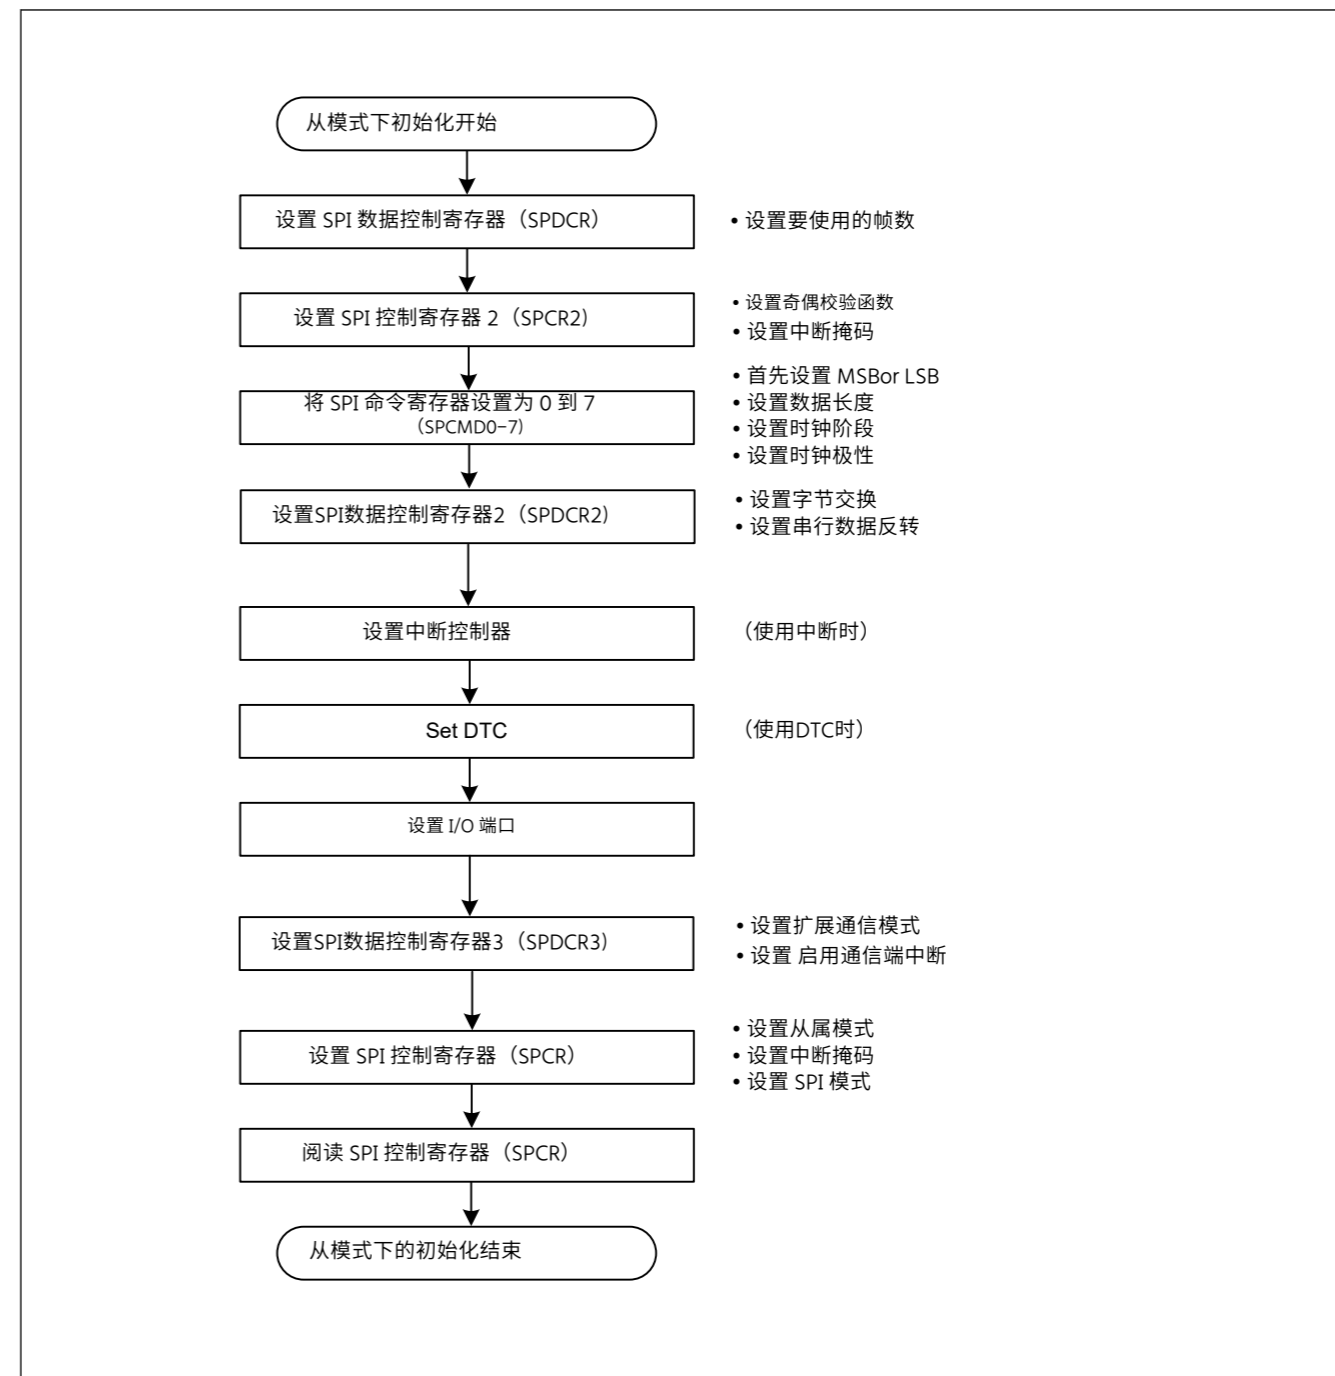 从模式下初始化开始
设置 SPI 数据控制寄存器（SPDCR）
• 设置要使用的帧数
设置 SPI 控制寄存器 2（SPCR2）
• 设置奇偶校验函数
• 设置中断掩码
将 SPI 命令寄存器设置为 0 到 7
（SPCMD0-7）
• 首先设置 MSBor LSB
• 设置数据长度
• 设置时钟阶段
• 设置时钟极性
设置SPI数据控制寄存器2（SPDCR2）
• 设置字节交换
• 设置串行数据反转
设置中断控制器
（使用中断时）
Set DTC
（使用DTC时）
设置 I/O 端口
设置SPI数据控制寄存器3（SPDCR3）
• 设置扩展通信模式
• 设置 启用通信端中断
设置 SPI 控制寄存器（SPCR）
• 设置从属模式
• 设置中断掩码
• 设置 SPI 模式
阅读 SPI 控制寄存器（SPCR）
从模式下的初始化结束